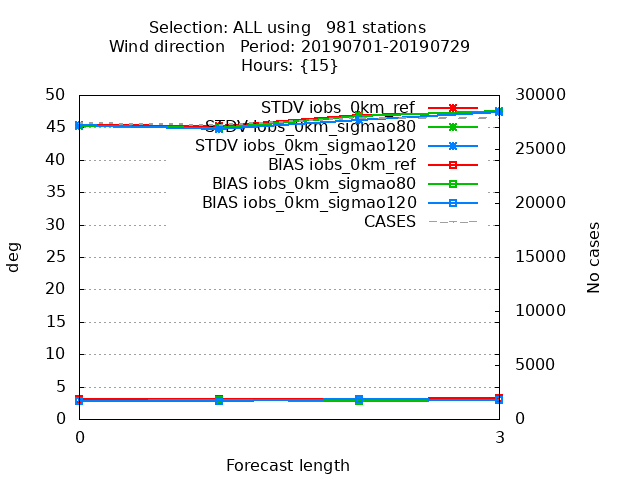 Selection: ALL using 981 stations
Wind direction Period: 20190701-20190729
Hours: {15}
50
45
40
35
30
25
20
15
10
5
0
deg
STDV iobs_0km_ref
STDV iobs_0km_sigmao80
STDV iobs_0km_sigmao120
BIAS iobs_0km_ref
BIAS iobs_0km_sigmao80
BIAS iobs_0km_sigmao120
CASES
30000
25000
20000
15000
10000
5000
0
No cases
0 3
Forecast length